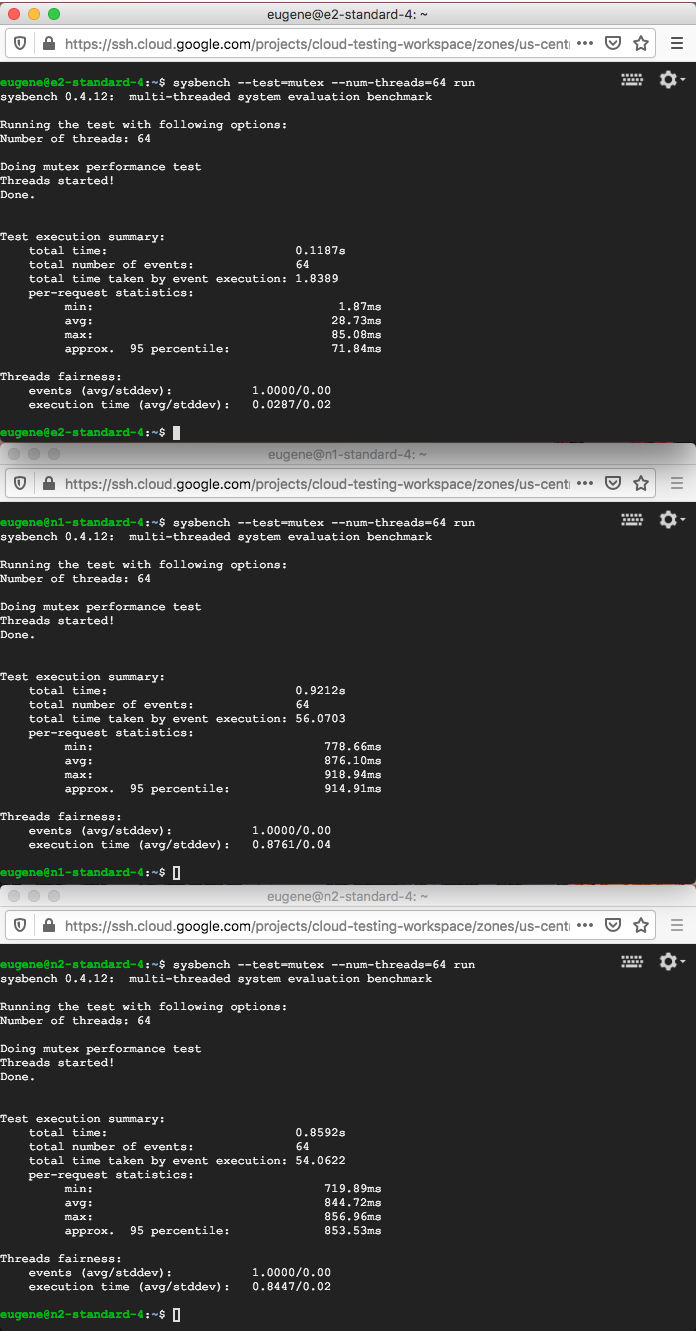 eugene@e2-standard-4: ~
https://ssh.cloud.google.com/projects/cloud-testing-workspace/zones/us-centr
eugene@e2-standard-4:~$ sysbench --test=mutex --num-threads=64 run
sysbench 0.4.12:  multi-threaded system evaluation benchmark
Running the test with following options:
Number of threads: 64
Doing mutex performance test
Threads started!
Done.
Test execution summary:
total time: 0.1187s
total number of events: 64
total time taken by event execution: 1.8389
per-request statistics:
min: 1.87ms
avg: 28.73ms
max: 85.08ms
approx.  95 percentile: 71.84ms
Threads fairness:
events (avg/stddev): 1.0000/0.00
execution time (avg/stddev): 0.0287/0.02
eugene@e2-standard-4:~$
eugene@n1-standard-4: ~
https://ssh.cloud.google.com/projects/cloud-testing-workspace/zones/us-centr
eugene@n1-standard-4:~$ sysbench --test=mutex --num-threads=64 run
sysbench 0.4.12:  multi-threaded system evaluation benchmark
Running the test with following options:
Number of threads: 64
Doing mutex performance test
Threads started!
Done.
Test execution summary:
total time: 0.9212s
total number of events: 64
total time taken by event execution: 56.0703
per-request statistics:
min: 778.66ms
avg: 876.10ms
max: 918.94ms
approx.  95 percentile: 914.91ms
Threads fairness:
events (avg/stddev): 1.0000/0.00
execution time (avg/stddev): 0.8761/0.04
eugene@n1-standard-4:~$
eugene@n2-standard-4: ~
https://ssh.cloud.google.com/projects/cloud-testing-workspace/zones/us-centr
eugene@n2-standard-4:~$ sysbench --test=mutex --num-threads=64 run
sysbench 0.4.12:  multi-threaded system evaluation benchmark
Running the test with following options:
Number of threads: 64
Doing mutex performance test
Threads started!
Done.
Test execution summary:
total time: 0.8592s
total number of events: 64
total time taken by event execution: 54.0622
per-request statistics:
min: 719.89ms
avg: 844.72ms
max: 856.96ms
approx.  95 percentile: 853.53ms
Threads fairness:
events (avg/stddev): 1.0000/0.00
execution time (avg/stddev): 0.8447/0.02
eugene@n2-standard-4:~$